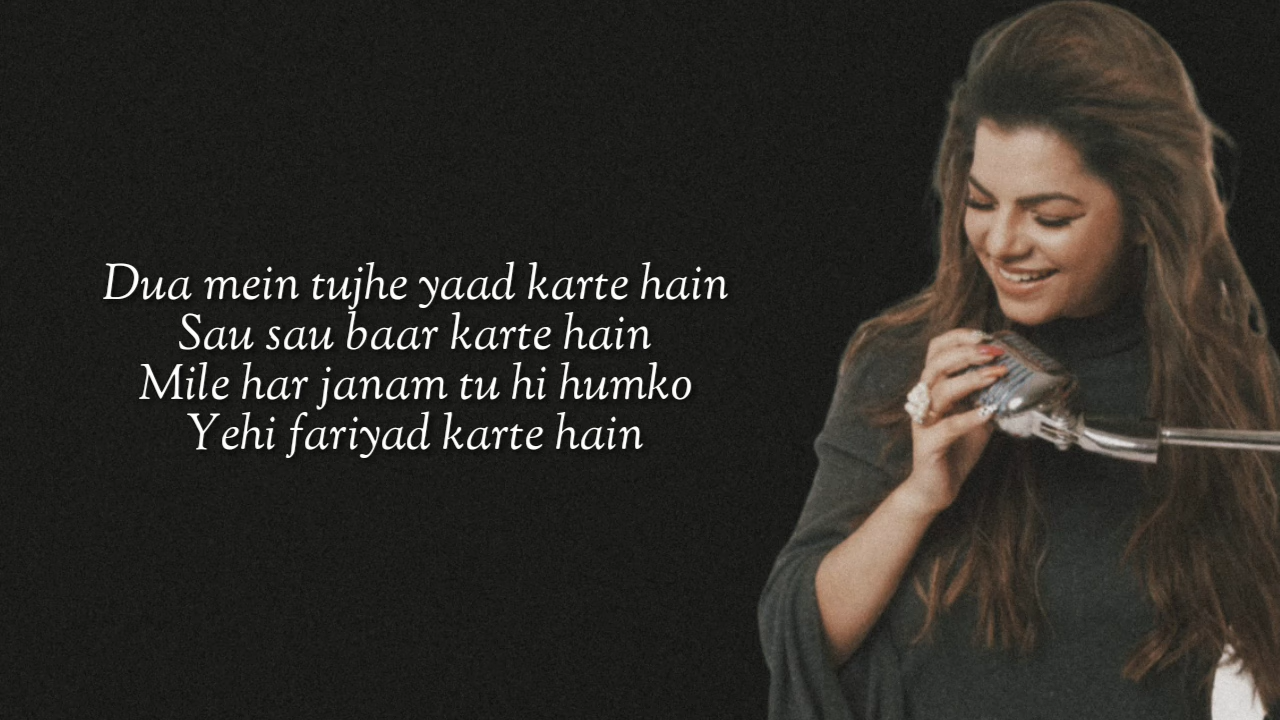 Dua mein tujhe yaad karte hain
Sau sau baar karte hain
Mile har janam tu hi humko
Yehi fariyad karte hain